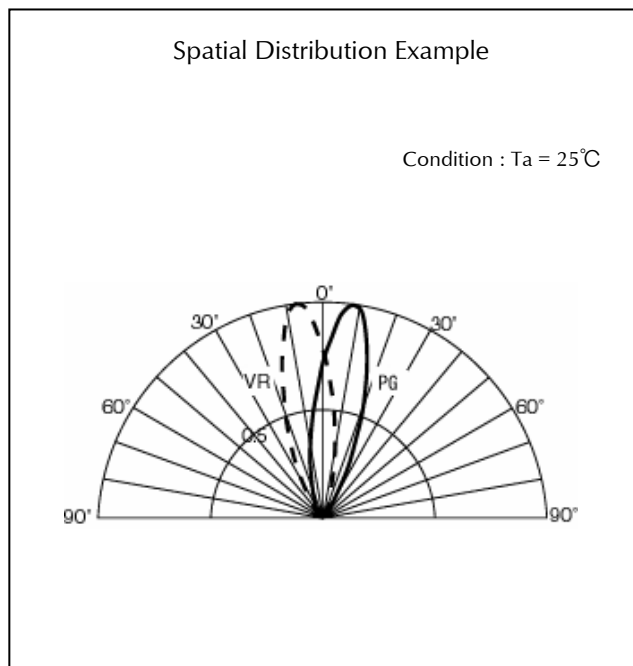 Spatial Distribution Example
Condition : Ta = 25℃
0°
30°
30°
VR
PG
60°
60°
0.5
90°
90°